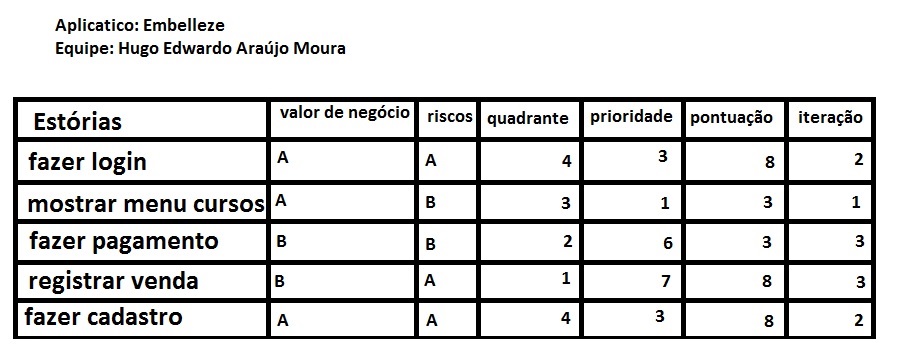 Aplicatico: Embelleze
Equipe: Hugo Edwardo Araújo Moura
Estórias valor de negócio riscos quadrante prioridade pontuação iteração
fazer login A A 4 3 8 2
mostrar menu cursos A B 3 1 3 1
fazer pagamento B B 2 6 3 3
registrar venda B A 1 7 8 3
fazer cadastro A A 4 3 8 2